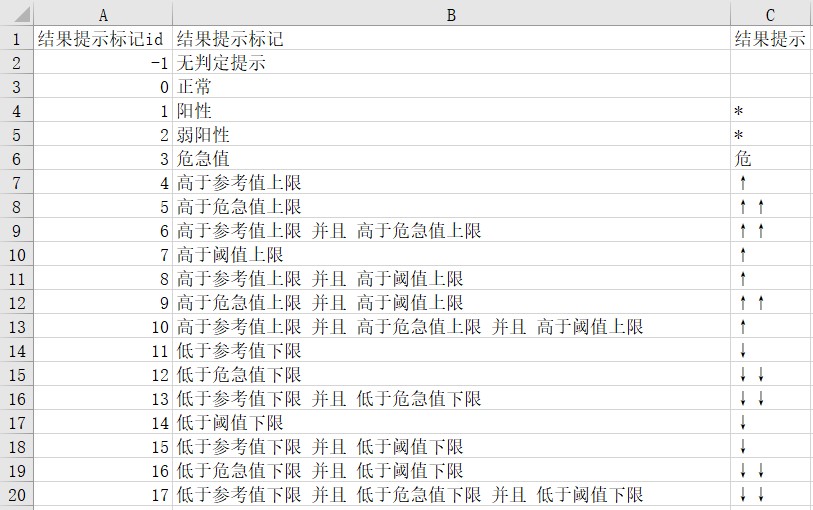 A B C
1 结果提示标记id 结果提示标记 结果提示
2 -1 无判定提示
3 0 正常
4 1 阳性 *
5 2 弱阳性 *
6 3 危急值 危
7 4 高于参考值上限 ↑
8 5 高于危急值上限 ↑↑
9 6 高于参考值上限 并且 高于危急值上限 ↑↑
10 7 高于阈值上限 ↑
11 8 高于参考值上限 并且 高于阈值上限 ↑
12 9 高于危急值上限 并且 高于阈值上限 ↑↑
13 10 高于参考值上限 并且 高于危急值上限 并且 高于阈值上限 ↑
14 11 低于参考值下限 ↓
15 12 低于危急值下限 ↓↓
16 13 低于参考值下限 并且 低于危急值下限 ↓↓
17 14 低于阈值下限 ↓
18 15 低于参考值下限 并且 低于阈值下限 ↓
19 16 低于危急值下限 并且 低于阈值下限 ↓↓
20 17 低于参考值下限 并且 低于危急值下限 并且 低于阈值下限 ↓↓